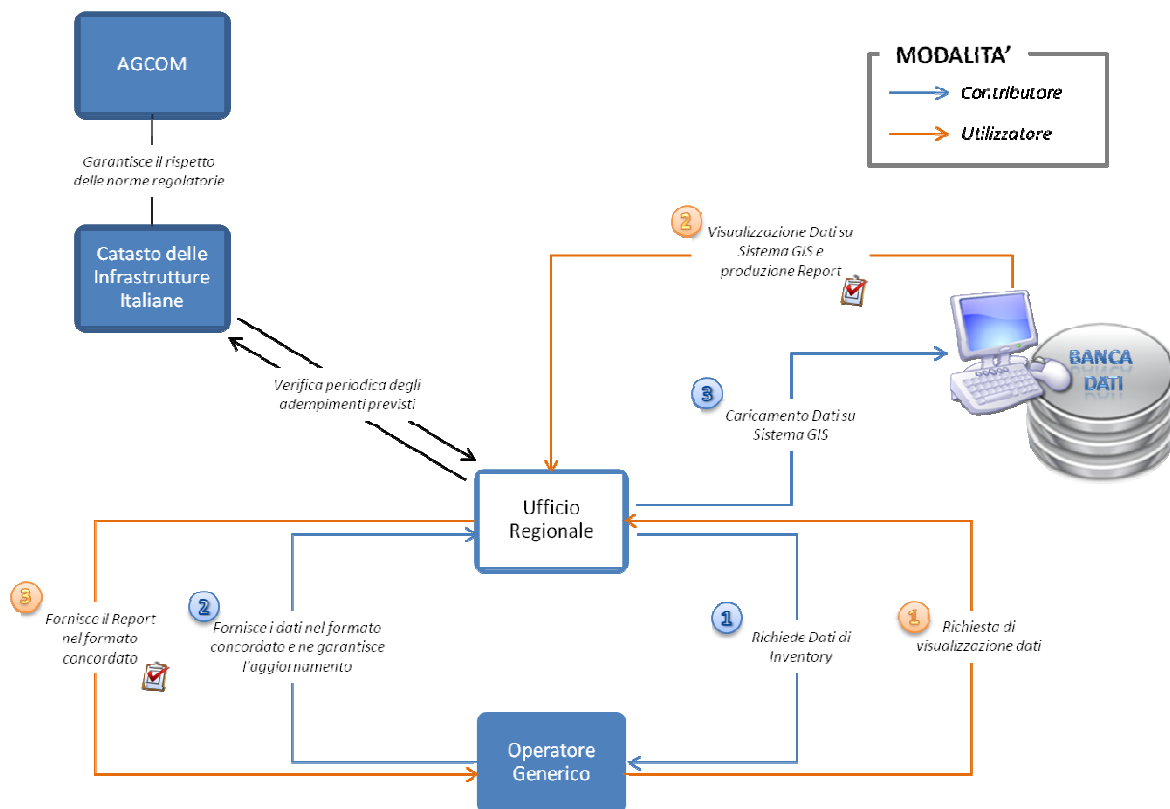 AGCOM
MODALITA'
Contributore
Utilizzatore
Garantisce il rispetto
delle norme regolatorie
Catasto delle
Infrastrutture
Italiane
2
Visualizzazione Dati su
Sistema GIS e
produzione Report
BANCA
DATI
Verifica periodica degli
adempimenti previsti
3
Caricamento Dati su
Sistema GIS
Ufficio
Regionale
3
Fornisce il Report
nel formato
concordato
2
Fornisce i dati nel formato
concordato e ne garantisce
l'aggiornamento
1
Richiede Dati di
Inventory
1
Richiesta di
visualizzazione dati
Operatore
Generico